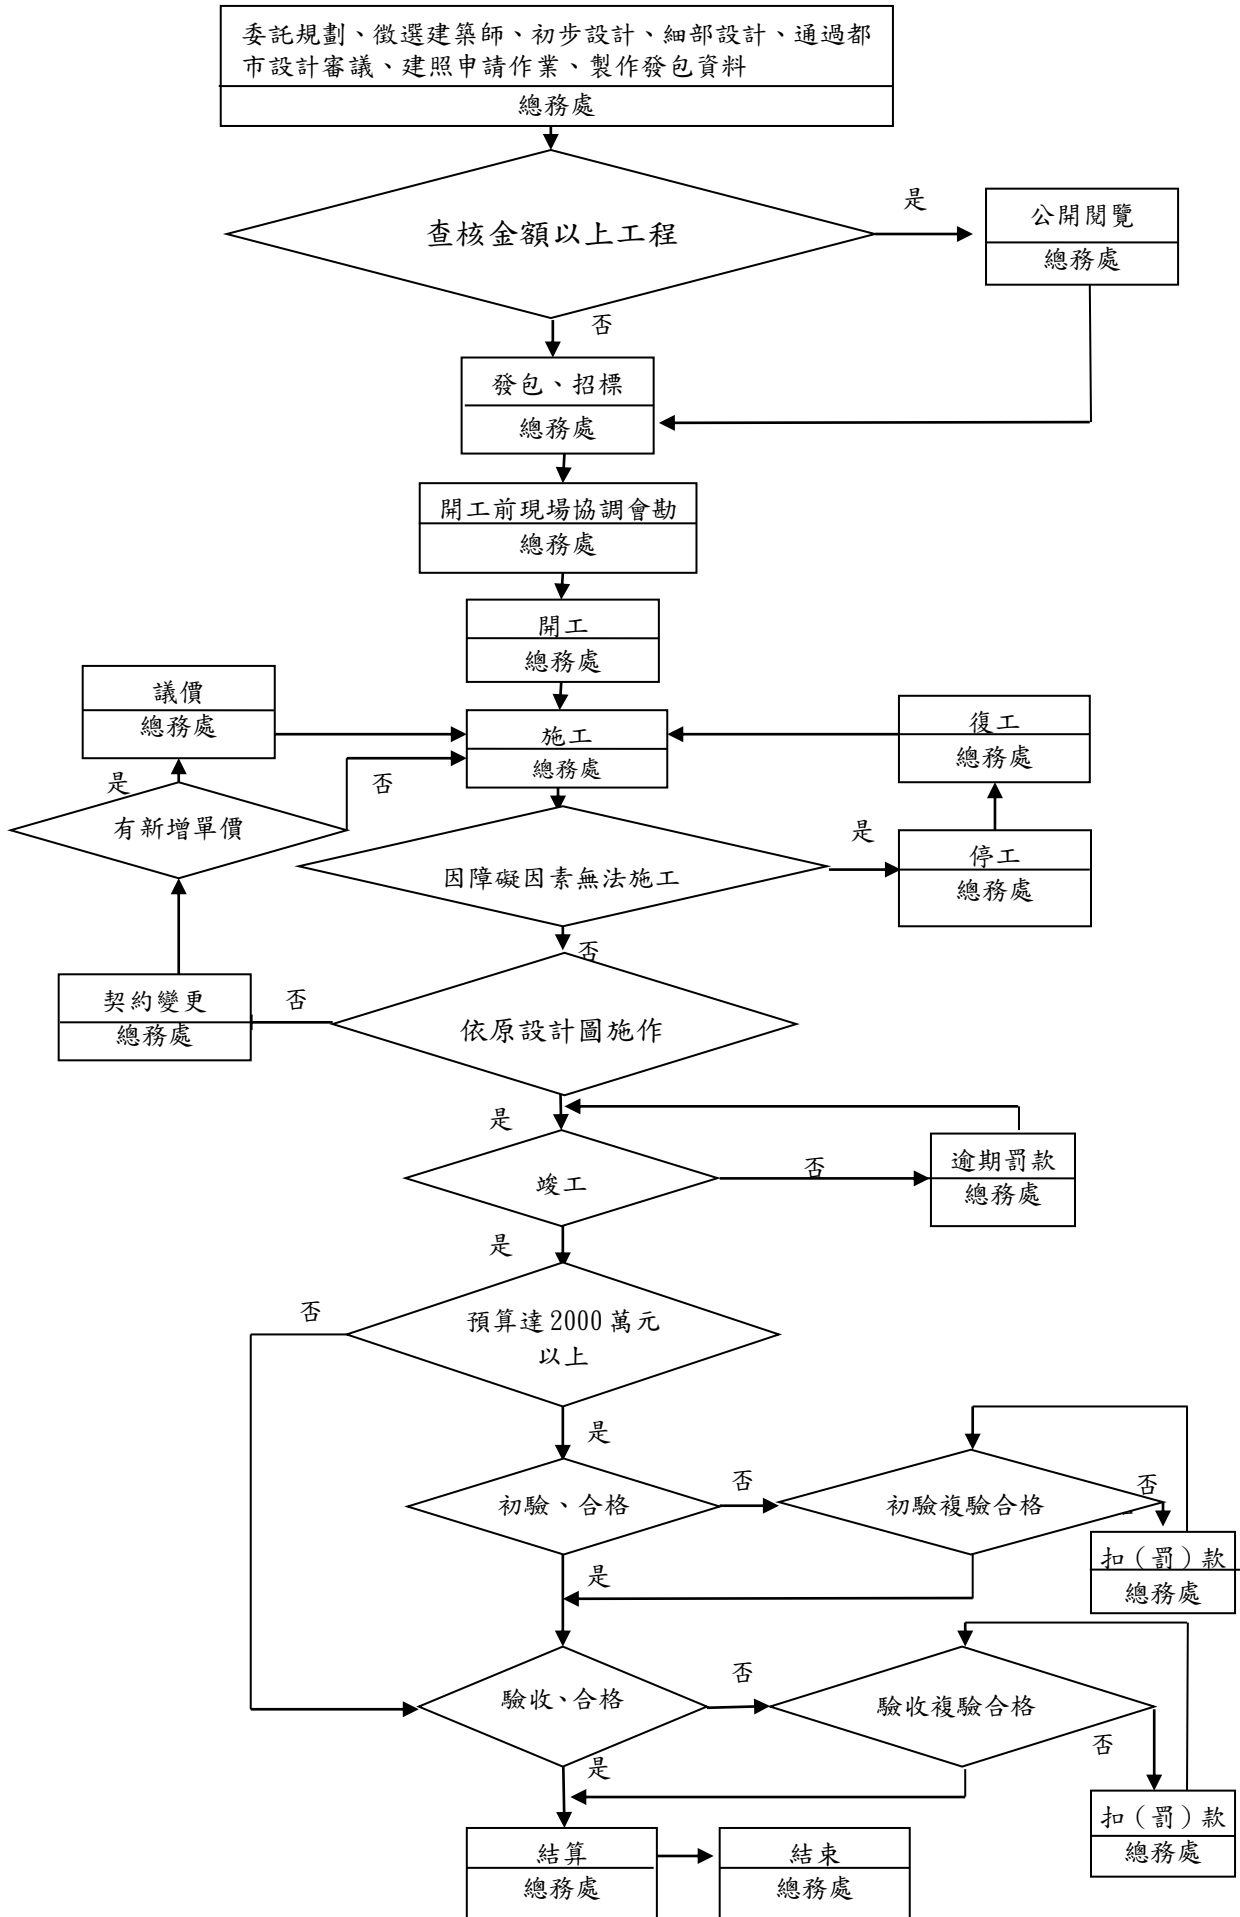 委託規劃、徵選建築師、初步設計、細部設計、通過都
市設計審議、建照申請作業、製作發包資料
總務處
查核金額以上工程
是
公開閱覽
總務處
否
發包、招標
總務處
開工前現場協調會勘
總務處
開工
總務處
議價
總務處
施工
總務處
復工
總務處
是
否
有新增單價
因障礙因素無法施工
是
停工
總務處
否
契約變更
總務處
否
依原設計圖施作
是
竣工
否
逾期罰款
總務處
是
否
預算達2000萬元
以上
是
初驗、合格
否
初驗複驗合格
否
扣（罰）款
總務處
是
驗收、合格
否
驗收複驗合格
否
扣（罰）款
總務處
是
結算
總務處
結束
總務處